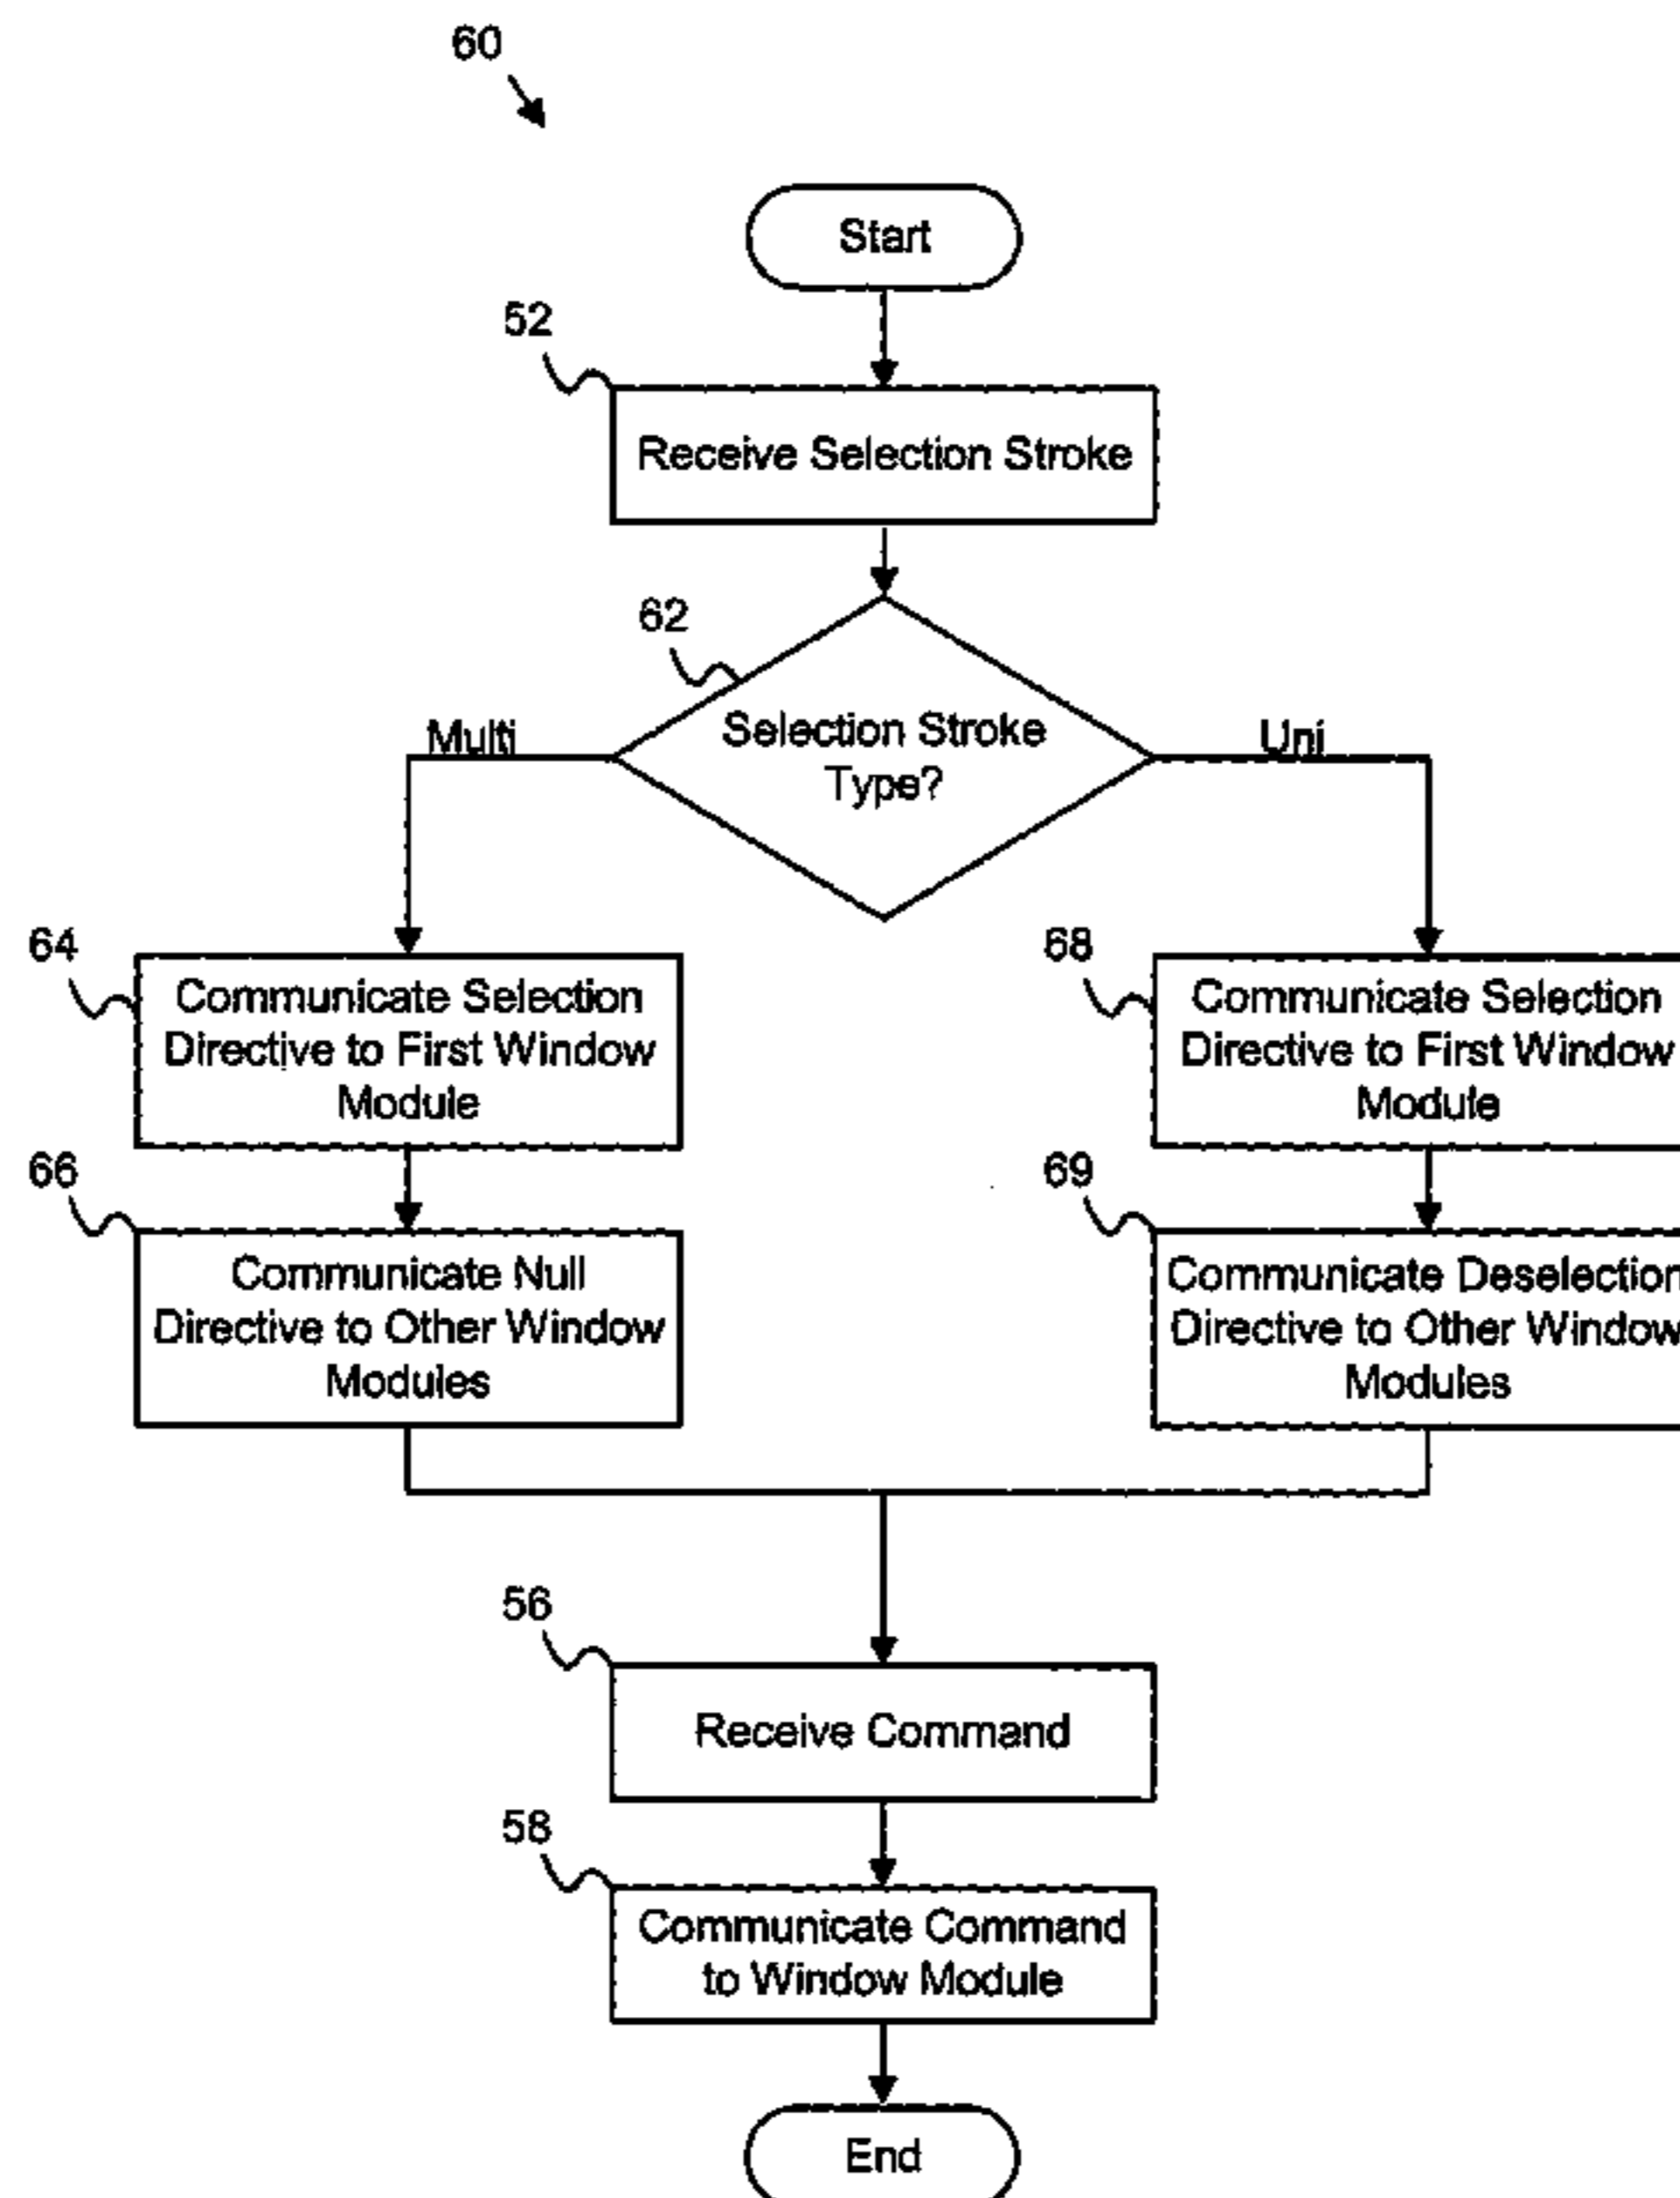 60
Start
52
Receive Selection Stroke
62
Selection Stroke
Type?
Multi
Uni
64
Communicate Selection
Directive to First Window
Module
68
Communicate Selection
Directive to First Window
Module
66
Communicate Null
Directive to Other Window
Modules
69
Communicate Deselection
Directive to Other Window
Modules
56
Receive Command
58
Communicate Command
to Window Module
End